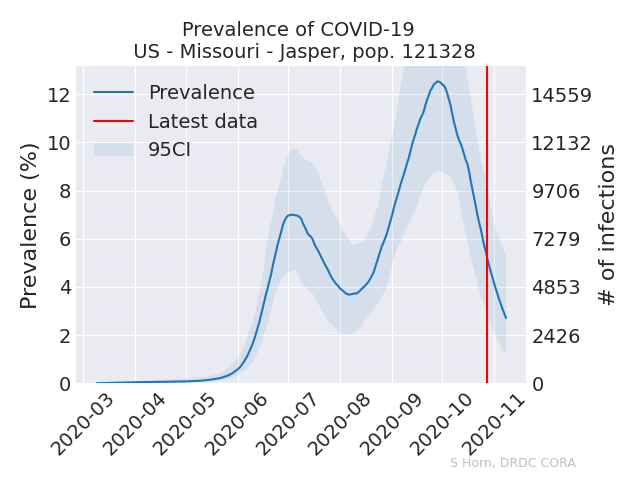 Prevalence of COVID-19
US - Missouri - Jasper, pop. 121328
Prevalence
Latest data
95CI
Prevalence (%)
12
10
8
6
4
2
0
14559
12132
9706
7279
4853
2426
0
# of infections
2020-03
2020-04
2020-05
2020-06
2020-07
2020-08
2020-09
2020-10
2020-11
S Horn, DRDC CORA